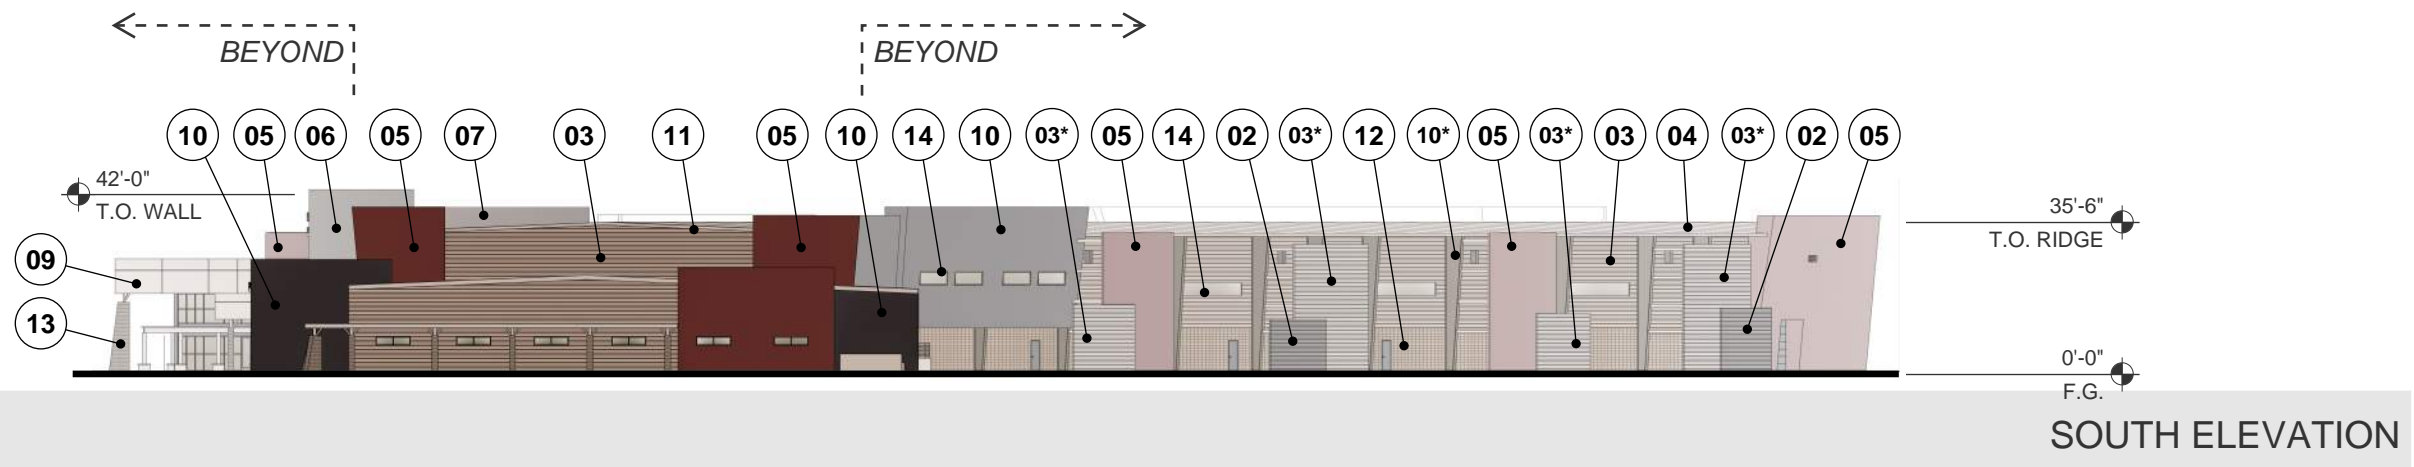 BEYOND
BEYOND
10 05 06 05 07 03 11 05 10 14 10 03* 05 14 02 03* 12 10* 05 03* 03 04 03* 02 05
42'-0"
T.O. WALL
35'-6"
T.O. RIDGE
09
13
0'-0"
F.G.
SOUTH ELEVATION